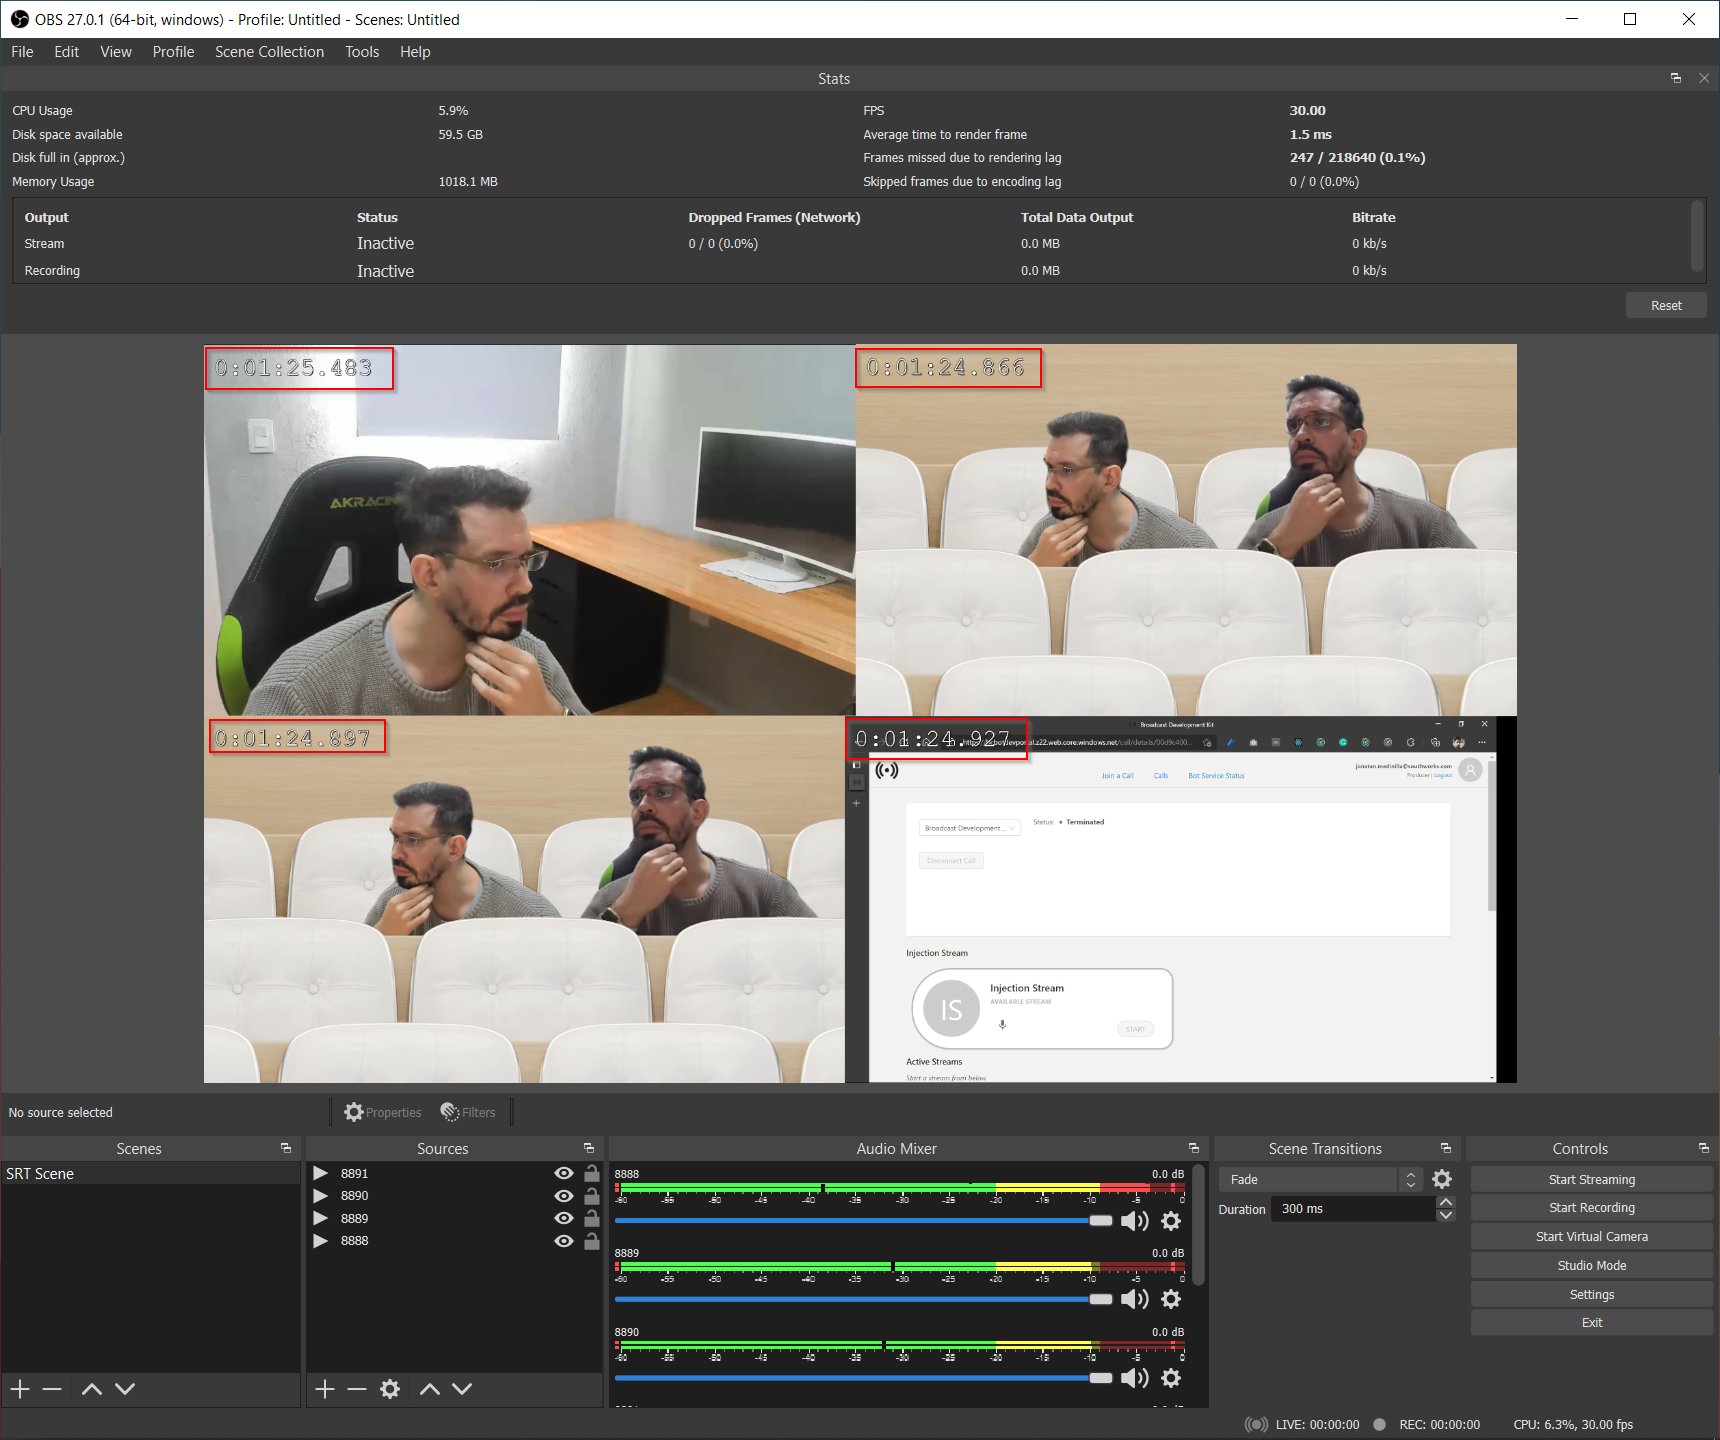 OBS 27.0.1 (64-bit, windows) - Profile: Untitled - Scenes: Untitled
File Edit View Profile Scene Collection Tools Help
Stats
CPU Usage 5.9% FPS 30.00
Disk space available 59.5 GB Average time to render frame 1.5 ms
Disk full in (approx.) Frames missed due to rendering lag 247 / 218640 (0.1%)
Memory Usage 1018.1 MB Skipped frames due to encoding lag 0 / 0 (0.0%)
Output Status Dropped Frames (Network) Total Data Output Bitrate
Stream Inactive 0 / 0 (0.0%) 0.0 MB 0 kb/s
Recording Inactive 0.0 MB 0 kb/s
Reset
0:01:25.483 0:01:24.866
AKRACIN
0:01:24.897 0:01:24.927
Broadcast Development Kit
Join a Call Calls Bot Service Status
jonatan.medinilla@southworks.com
Producer | Logout
Broadcast Development... Status: • Terminated
Disconnect Call
Injection Stream
IS Injection Stream
AVAILABLE STREAM
START
Active Streams
Start a stream from below
No source selected Properties Filters
Scenes Sources Audio Mixer Scene Transitions Controls
SRT Scene
8891
8890
8889
8888
8888 0.0 dB
-60 -55 -50 -45 -40 -35 -30 -25 -20 -15 -10 -5 0
8889 0.0 dB
-60 -55 -50 -45 -40 -35 -30 -25 -20 -15 -10 -5 0
8890 0.0 dB
-60 -55 -50 -45 -40 -35 -30 -25 -20 -15 -10 -5 0
Fade
Duration 300 ms
Start Streaming
Start Recording
Start Virtual Camera
Studio Mode
Settings
Exit
LIVE: 00:00:00 REC: 00:00:00 CPU: 6.3%, 30.00 fps